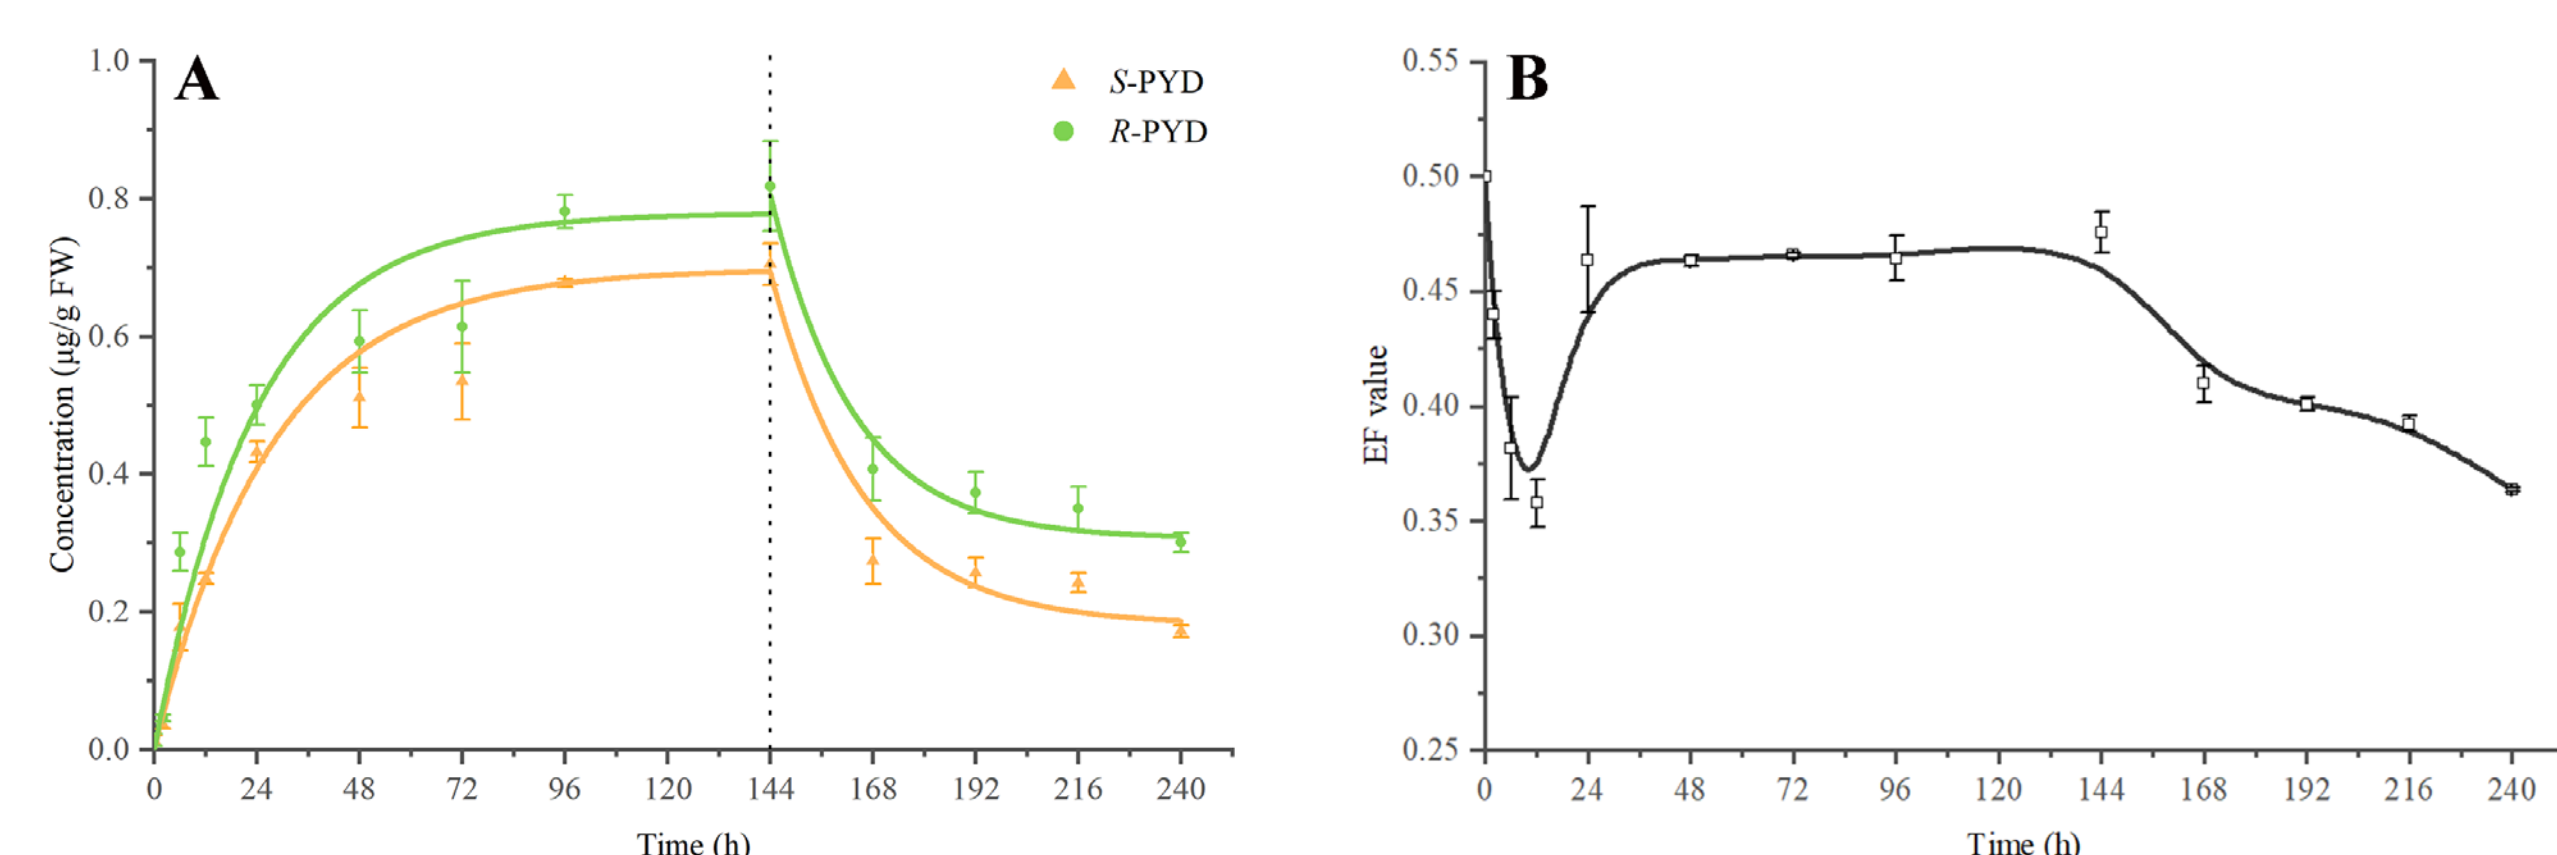 A
S-PYD
R-PYD
Concentration (μg/g FW)
1.0
0.8
0.6
0.4
0.2
0.0
0 24 48 72 96 120 144 168 192 216 240
Time (h)
B
EF value
0.55
0.50
0.45
0.40
0.35
0.30
0.25
0 24 48 72 96 120 144 168 192 216 240
Time (h)